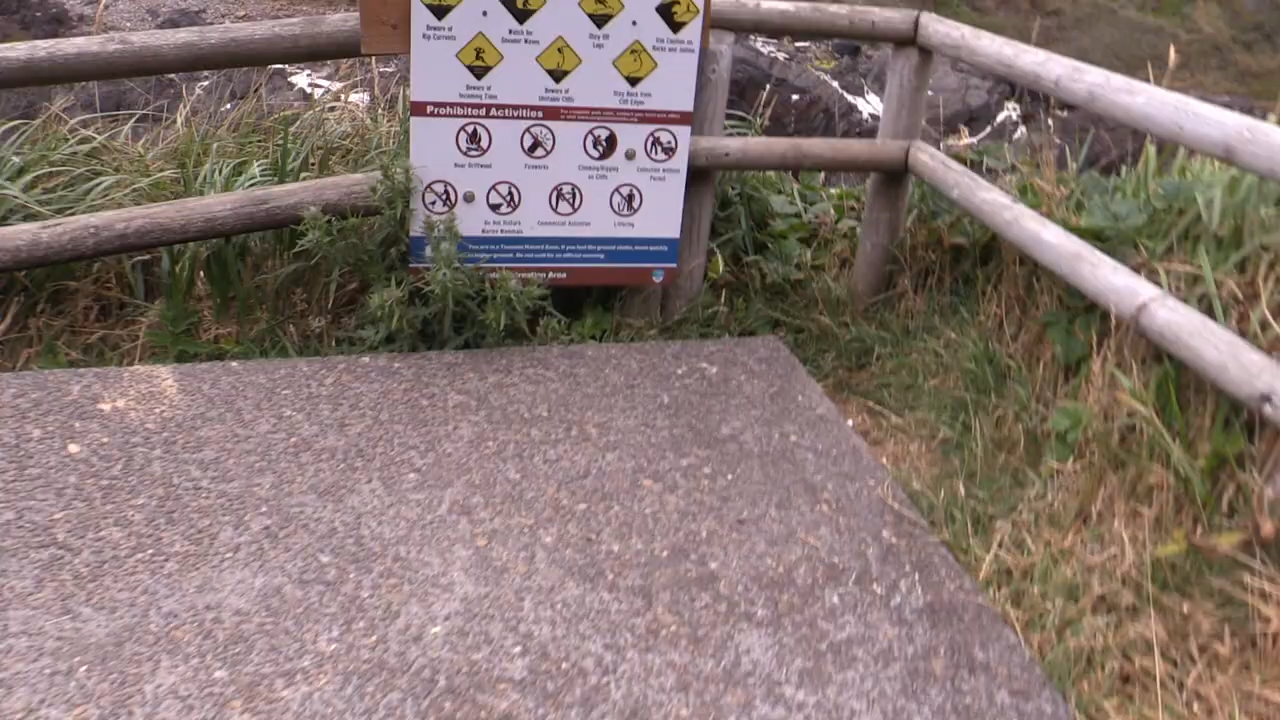 Beware of
Rip Currents
Watch for
Sneaker Waves
Stay Off
Logs
Use Caution on
Rocks and Jetties
Beware of
Incoming Tides
Beware of
Unstable Cliffs
Stay Back from
Cliff Edges
Prohibited Activities
Near Driftwood
Fireworks
Climbing/Digging
on Cliffs
Collection Without
Permit
Do Not Disturb
Marine Mammals
Commercial Activities
Littering
You are in a Tsunami Hazard Zone. If you feel the ground shake, move quickly
to higher ground. Do not wait for an official warning.
Recreation Area